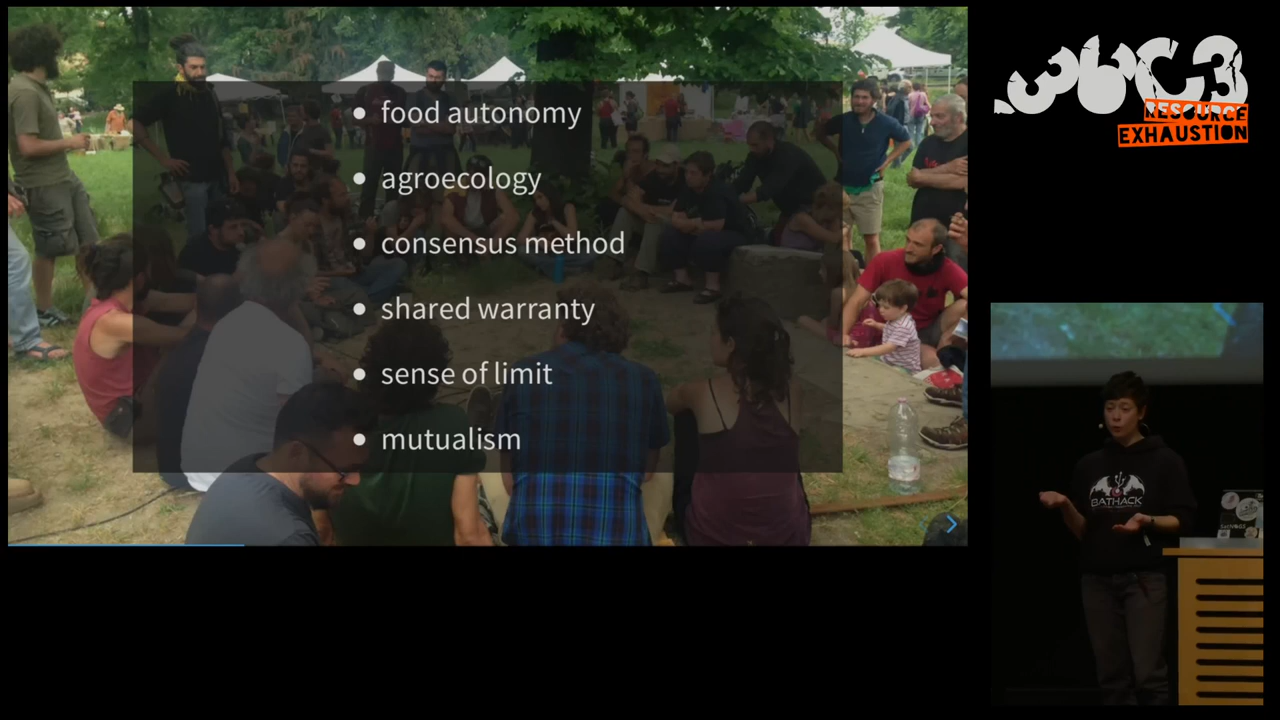 food autonomy
agroecology
consensus method
shared warranty
sense of limit
mutualism
36C3
RESOURCE
EXHAUSTION
BATHACK